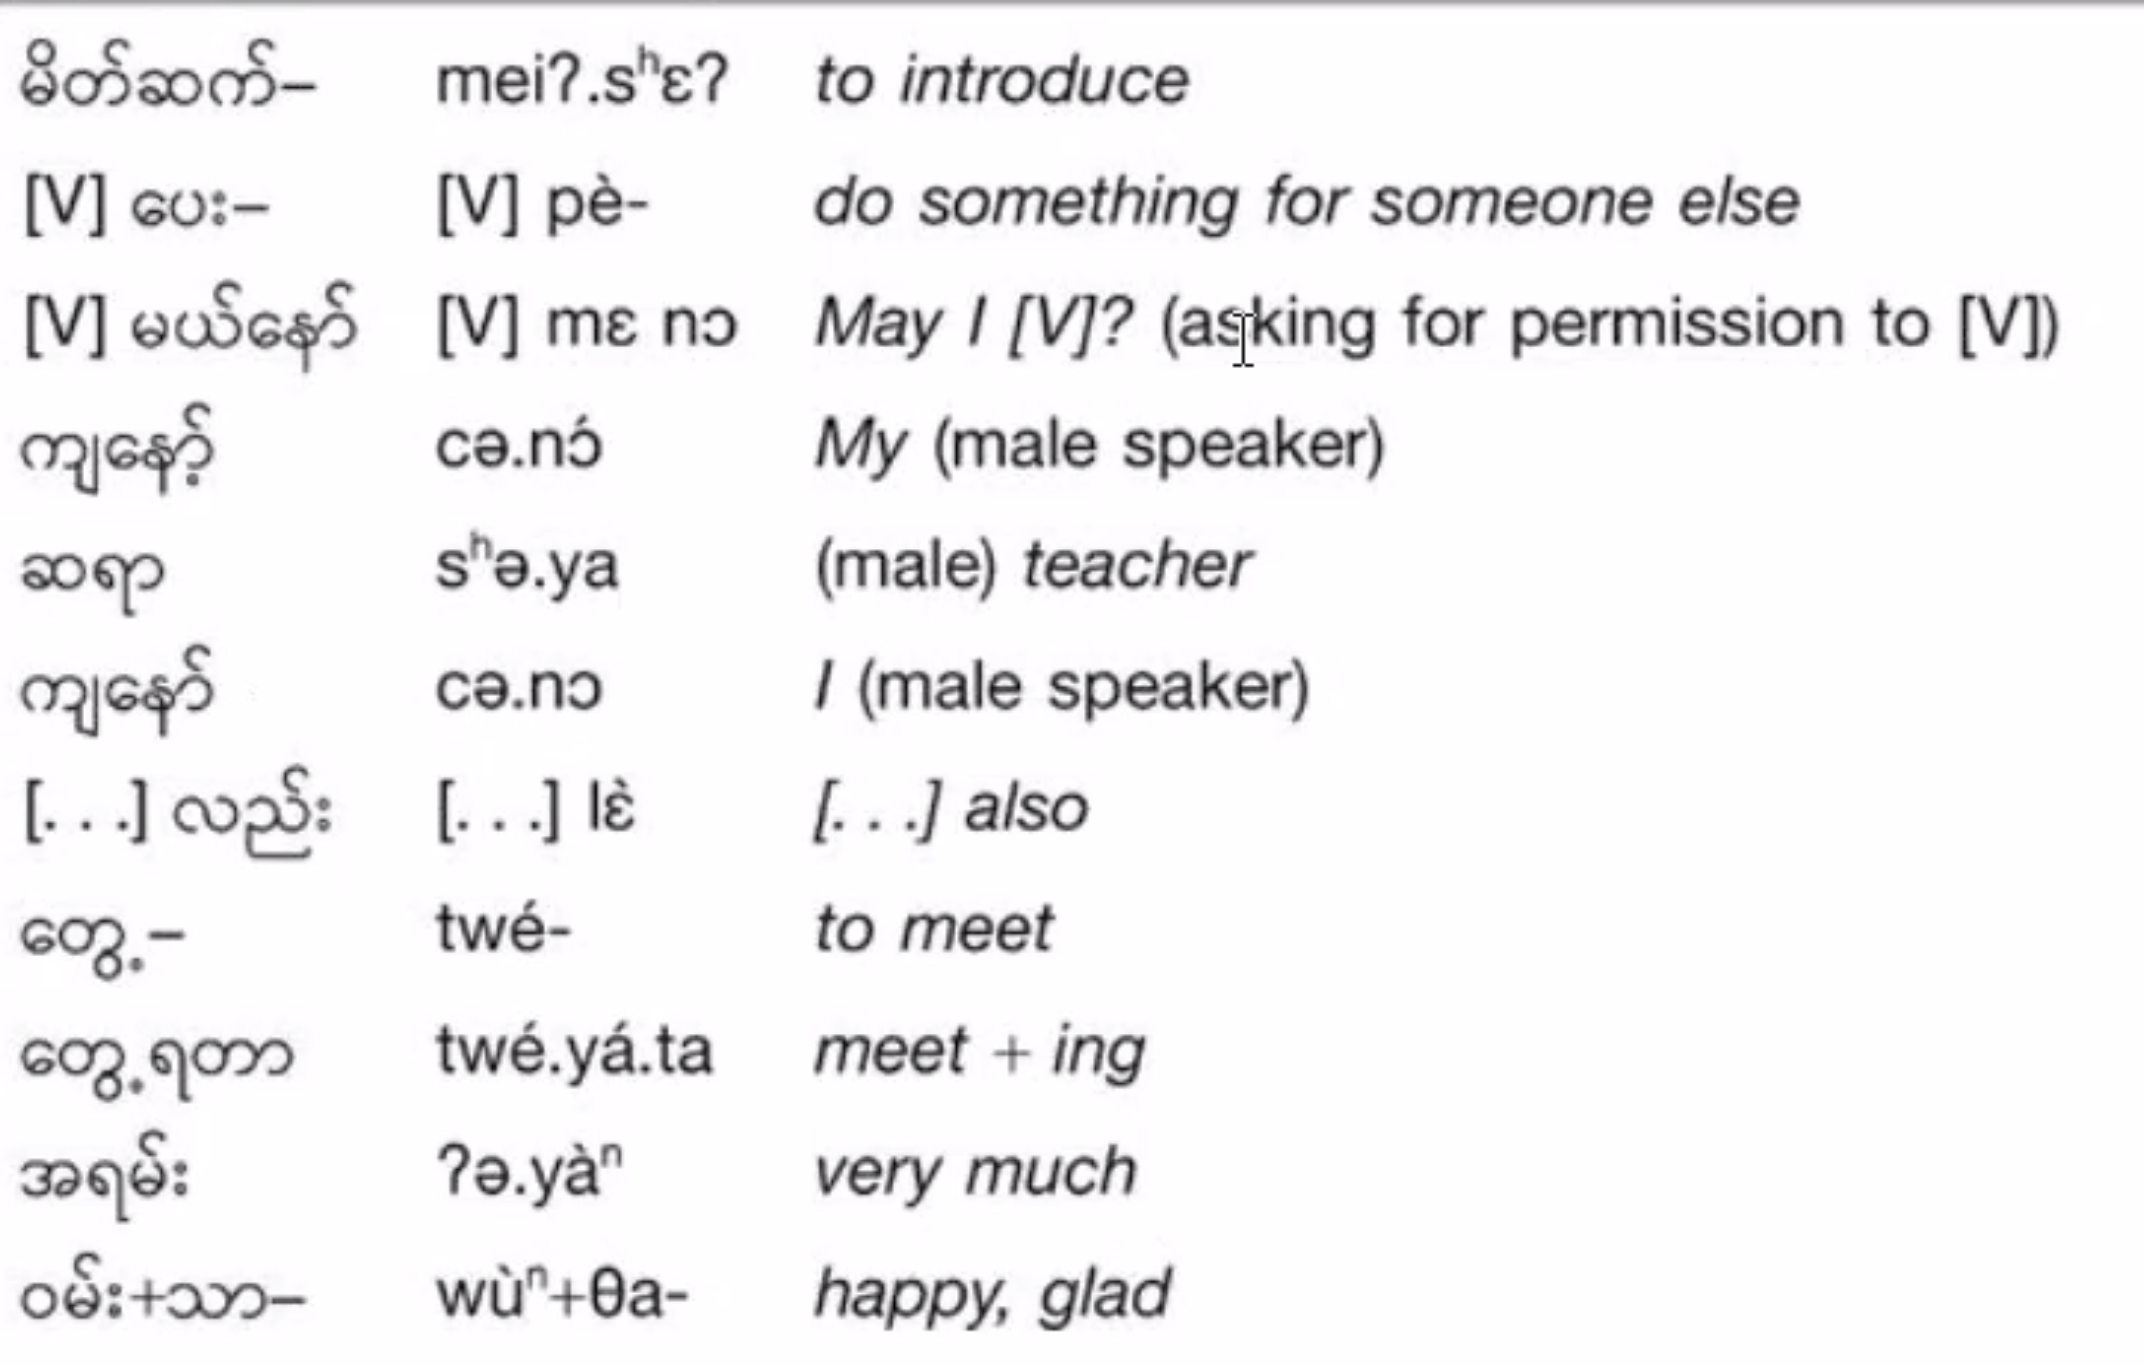 မိတ်ဆက်– mei?.sʰɛ? to introduce
[V] ပေး– [V] pè- do something for someone else
[V] မယ်နော် [V] mɛ nɔ May I [V]? (asking for permission to [V])
ကျနော့် cə.nɔ́ My (male speaker)
ဆရာ sʰə.ya (male) teacher
ကျနော် cə.nɔ I (male speaker)
[. . .] လည်း [. . .] lɛ̀ [. . .] also
တွေ့– twé- to meet
တွေ့ရတာ twé.yá.ta meet + ing
အရမ်း ?ə.yàⁿ very much
ဝမ်း+သာ– wùⁿ+θa- happy, glad